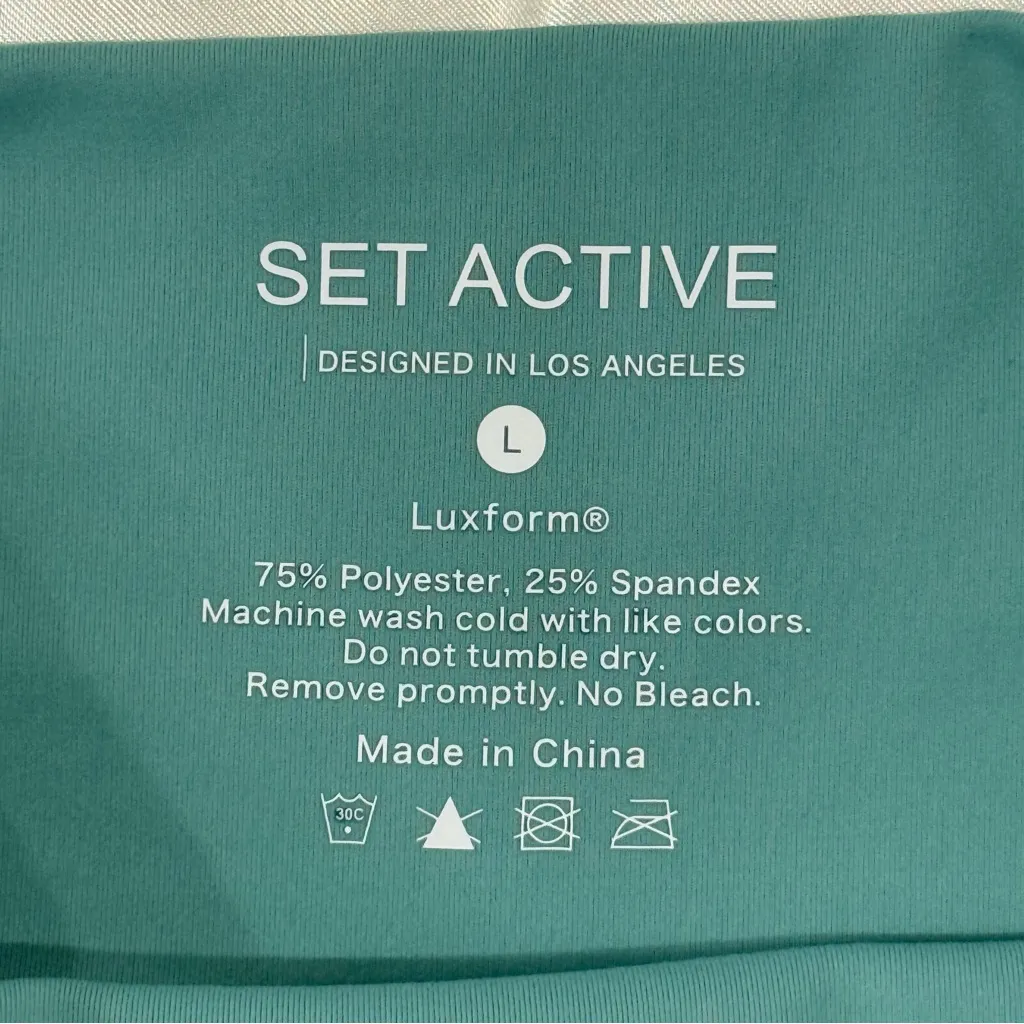 SET ACTIVE
DESIGNED IN LOS ANGELES
L
Luxform®
75% Polyester, 25% Spandex
Machine wash cold with like colors.
Do not tumble dry.
Remove promptly. No Bleach.
Made in China
30C